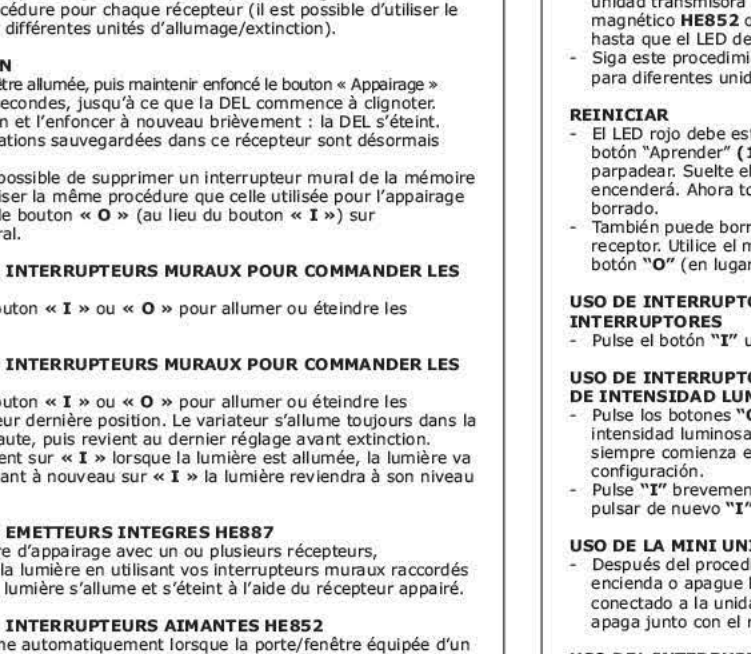 cédure pour chaque récepteur (il est possible d'utiliser le
différentes unités d'allumage/extinction).
N
être allumée, puis maintenir enfoncé le bouton « Appairage »
secondes, jusqu'à ce que la DEL commence à clignoter.
n et l'enfoncer à nouveau brièvement : la DEL s'éteint.
ations sauvegardées dans ce récepteur sont désormais
possible de supprimer un interrupteur mural de la mémoire
iser la même procédure que celle utilisée pour l'appairage
le bouton « O » (au lieu du bouton « I ») sur
ral.
INTERRUPTEURS MURAUX POUR COMMANDER LES
outon « I » ou « O » pour allumer ou éteindre les
INTERRUPTEURS MURAUX POUR COMMANDER LES
outon « I » ou « O » pour allumer ou éteindre les
eur dernière position. Le variateur s'allume toujours dans la
aute, puis revient au dernier réglage avant extinction.
ent sur « I » lorsque la lumière est allumée, la lumière va
ant à nouveau sur « I » la lumière reviendra à son niveau
EMETTEURS INTEGRES HE887
re d'appairage avec un ou plusieurs récepteurs,
la lumière en utilisant vos interrupteurs muraux raccordés
lumière s'allume et s'éteint à l'aide du récepteur appairé.
INTERRUPTEURS AIMANTES HE852
me automatiquement lorsque la porte/fenêtre équipée d'un
unidad transmisora
magnético HE852
hasta que el LED de
- Siga este procedimi
para diferentes unid
REINICIAR
- El LED rojo debe est
botón "Aprender" (1
parpadear. Suelte el
encenderá. Ahora to
borrado.
- También puede borr
receptor. Utilice el m
botón "O" (en lugar
USO DE INTERRUPTO
INTERRUPTORES
- Pulse el botón "I" u
USO DE INTERRUPTO
DE INTENSIDAD LUM
- Pulse los botones "O
intensidad luminosa
siempre comienza e
configuración.
- Pulse "I" brevemen
pulsar de nuevo "I"
USO DE LA MINI UNI
- Después del procedi
encienda o apague l
conectado a la unida
apaga junto con el r